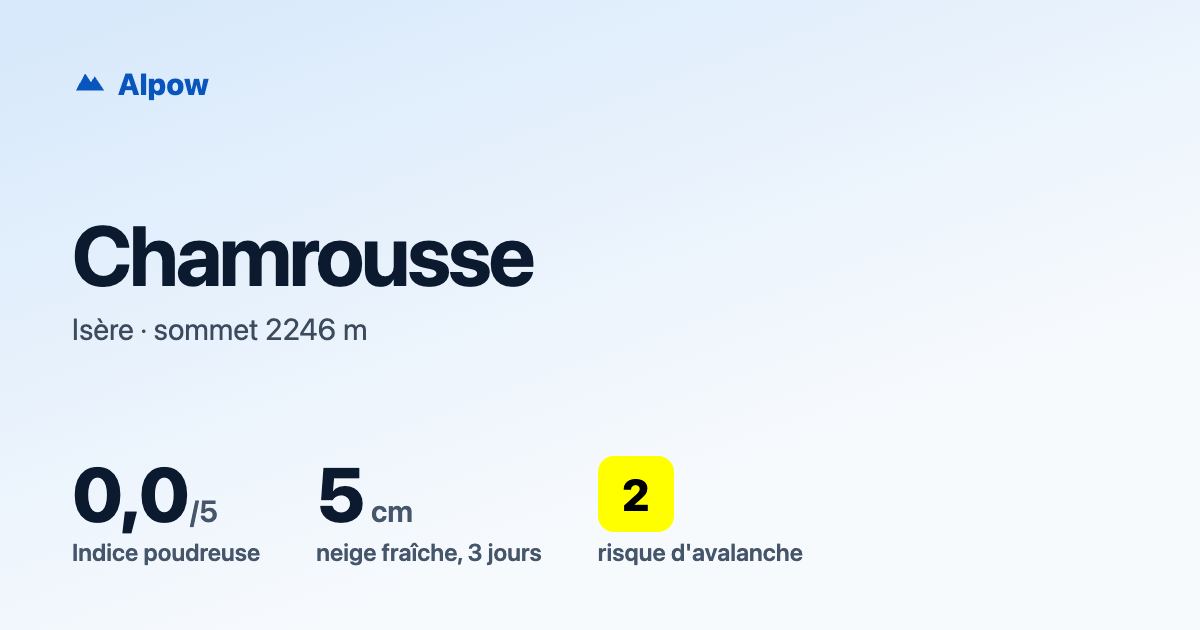 Alpow
Chamrousse
Isère · sommet 2246 m
0,0/5
Indice poudreuse
5 cm
neige fraîche, 3 jours
2
risque d'avalanche